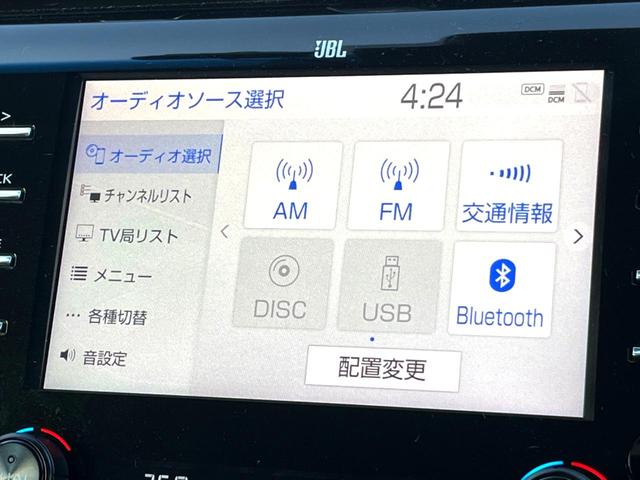 JBL
オーディオソース選択 4:24 DCM DCM
オーディオ選択
チャンネルリスト
TV局リスト
メニュー
各種切替
音設定
AM FM 交通情報
DISC USB Bluetooth
配置変更